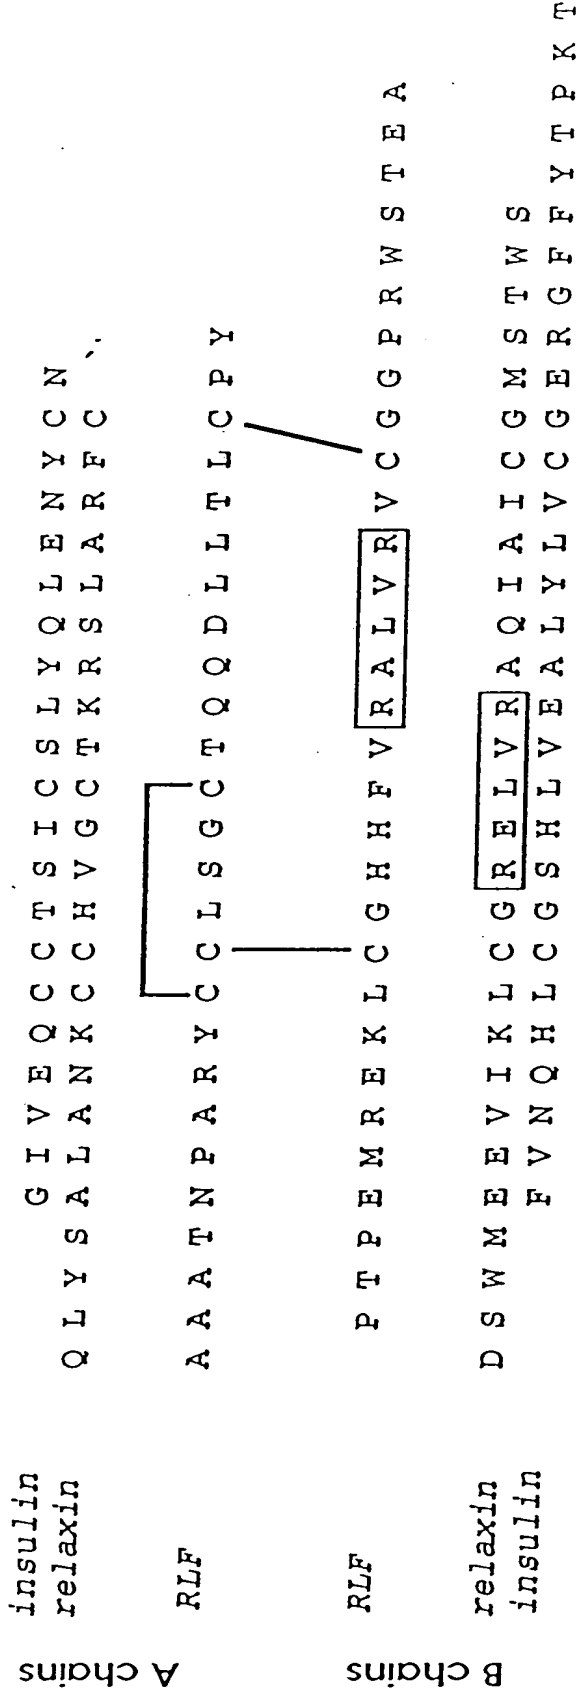 A chains
insulin G I V E Q C C T S I C S L Y Q L E N Y C N
relaxin Q L Y S A L A N K C C H V G C T K R S L A R F C
RLF A A A T N P A R Y C C L S G C T Q Q D L L T L C P Y
B chains
RLF P T P E M R E K L C G H H F V R A L V R V C G G P R W S T E A
relaxin D S W M E E V I K L C G R E L V R A Q I A I C G M S T W S
insulin F V N Q H L C G S H L V E A L Y L V C G E R G F F Y T P K T